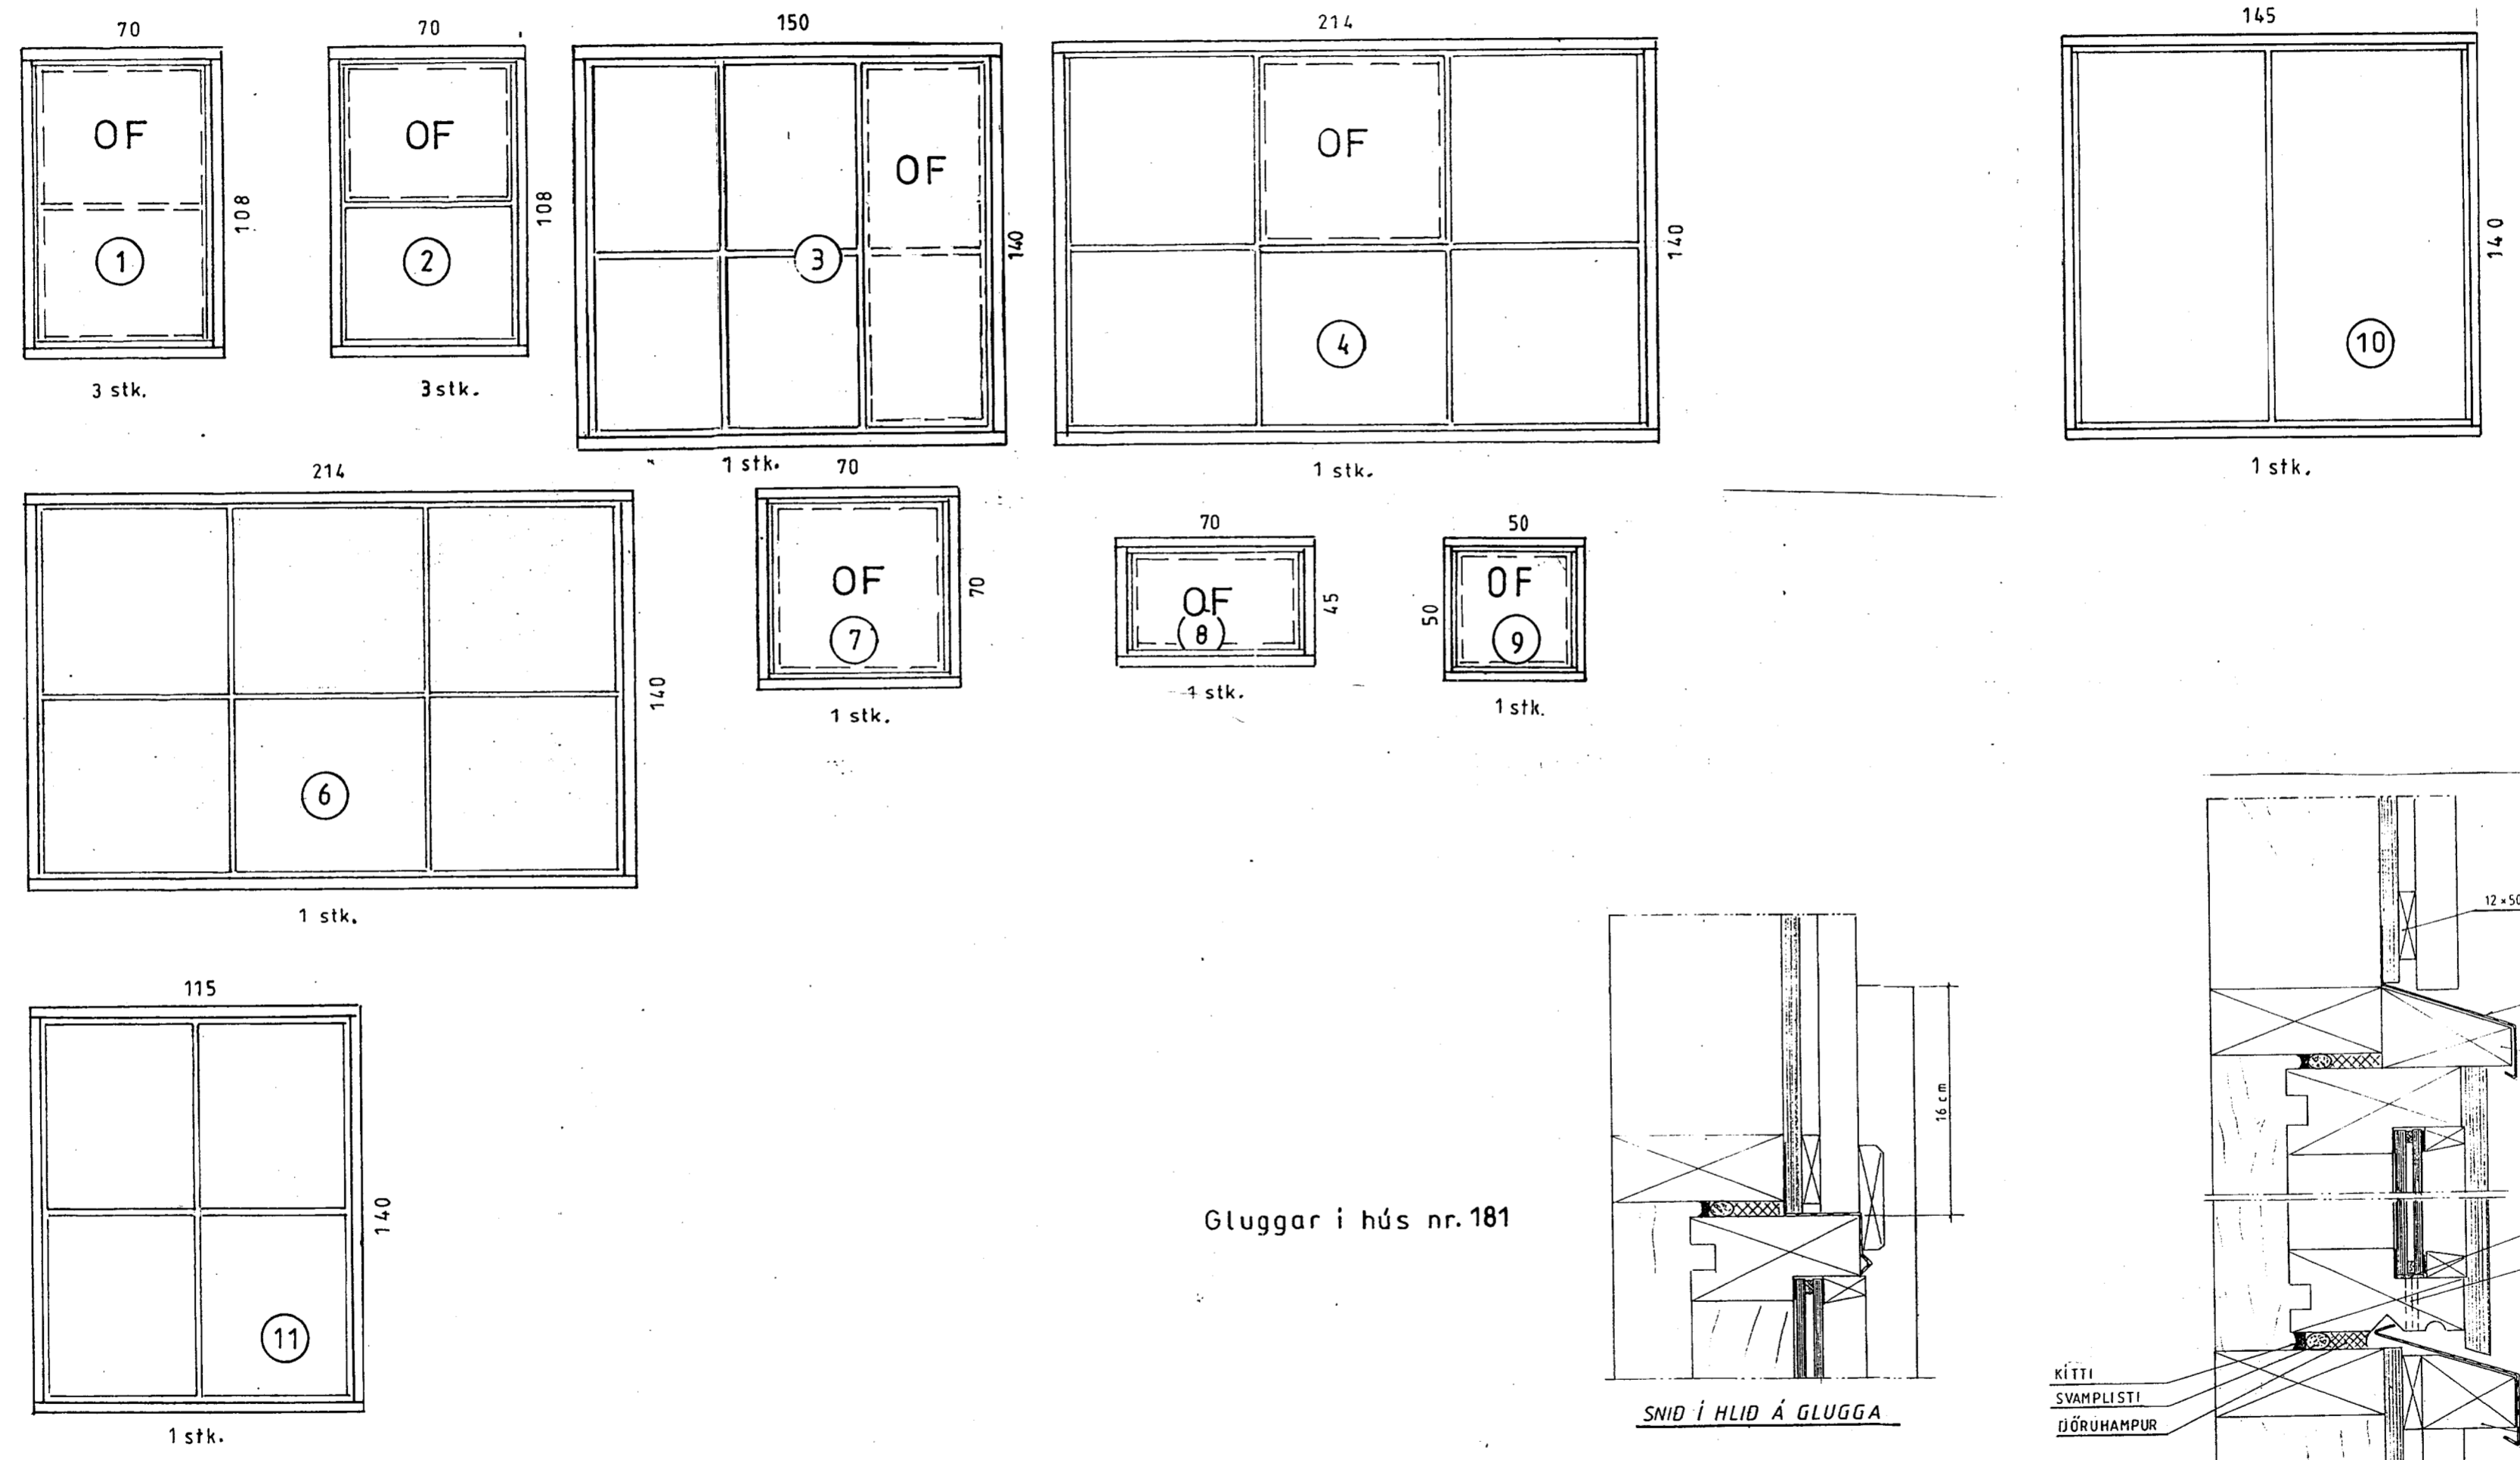 70
70
150
214
145
OF
OF
OF
OF
1
2
3
4
10
108
108
140
140
140
3 stk.
3 stk.
1 stk.
1 stk.
1 stk.
214
70
70
50
OF
OF
OF
7
8
9
6
140
70
45
50
1 stk.
1 stk.
1 stk.
1 stk.
115
140
11
1 stk.
Gluggar í hús nr. 181
16 cm
SNIÐ Í HLIÐ Á GLUGGA
12 × 50
KÍTTI
SVAMPLISTI
TJÖRUHAMPUR